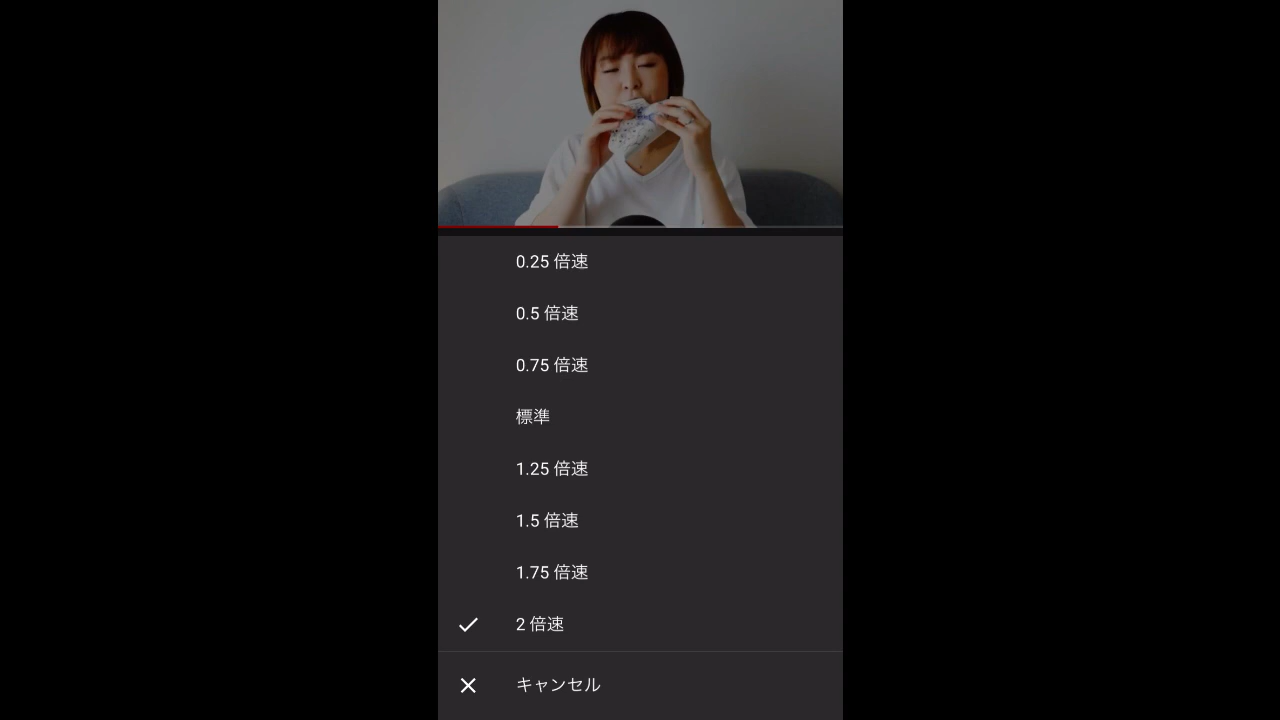 0.25 倍速
0.5 倍速
0.75 倍速
標準
1.25 倍速
1.5 倍速
1.75 倍速
2 倍速
キャンセル